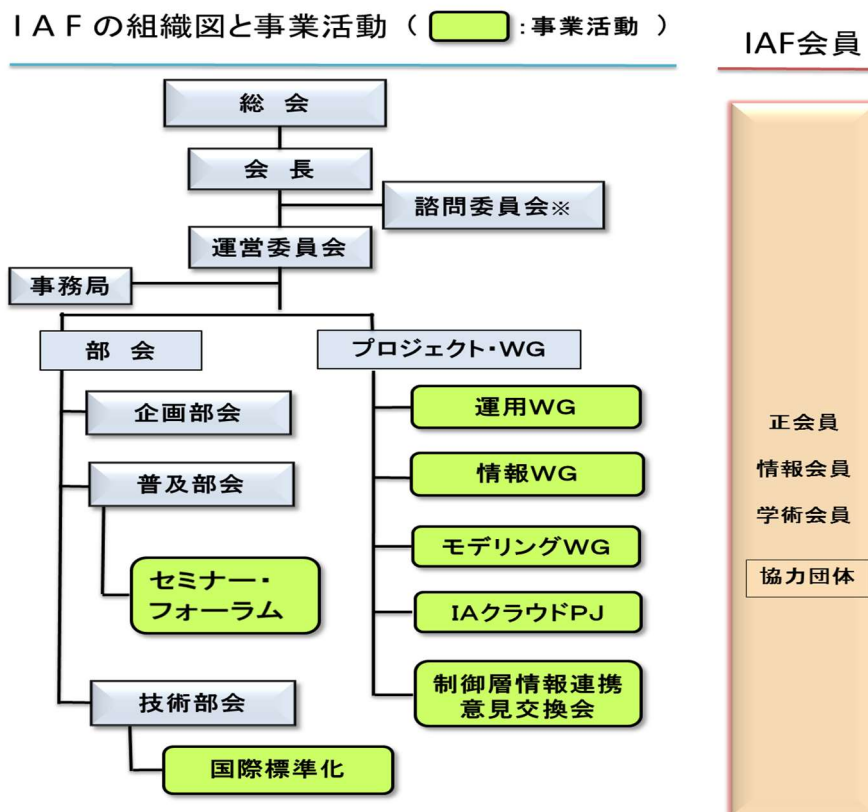 IAFの組織図と事業活動（ ：事業活動 ）
IAF会員
総 会
会 長
諮問委員会※
運営委員会
事務局
部 会
プロジェクト・WG
企画部会
普及部会
セミナー・
フォーラム
技術部会
国際標準化
運用WG
情報WG
モデリングWG
IAクラウドPJ
制御層情報連携
意見交換会
正会員
情報会員
学術会員
協力団体